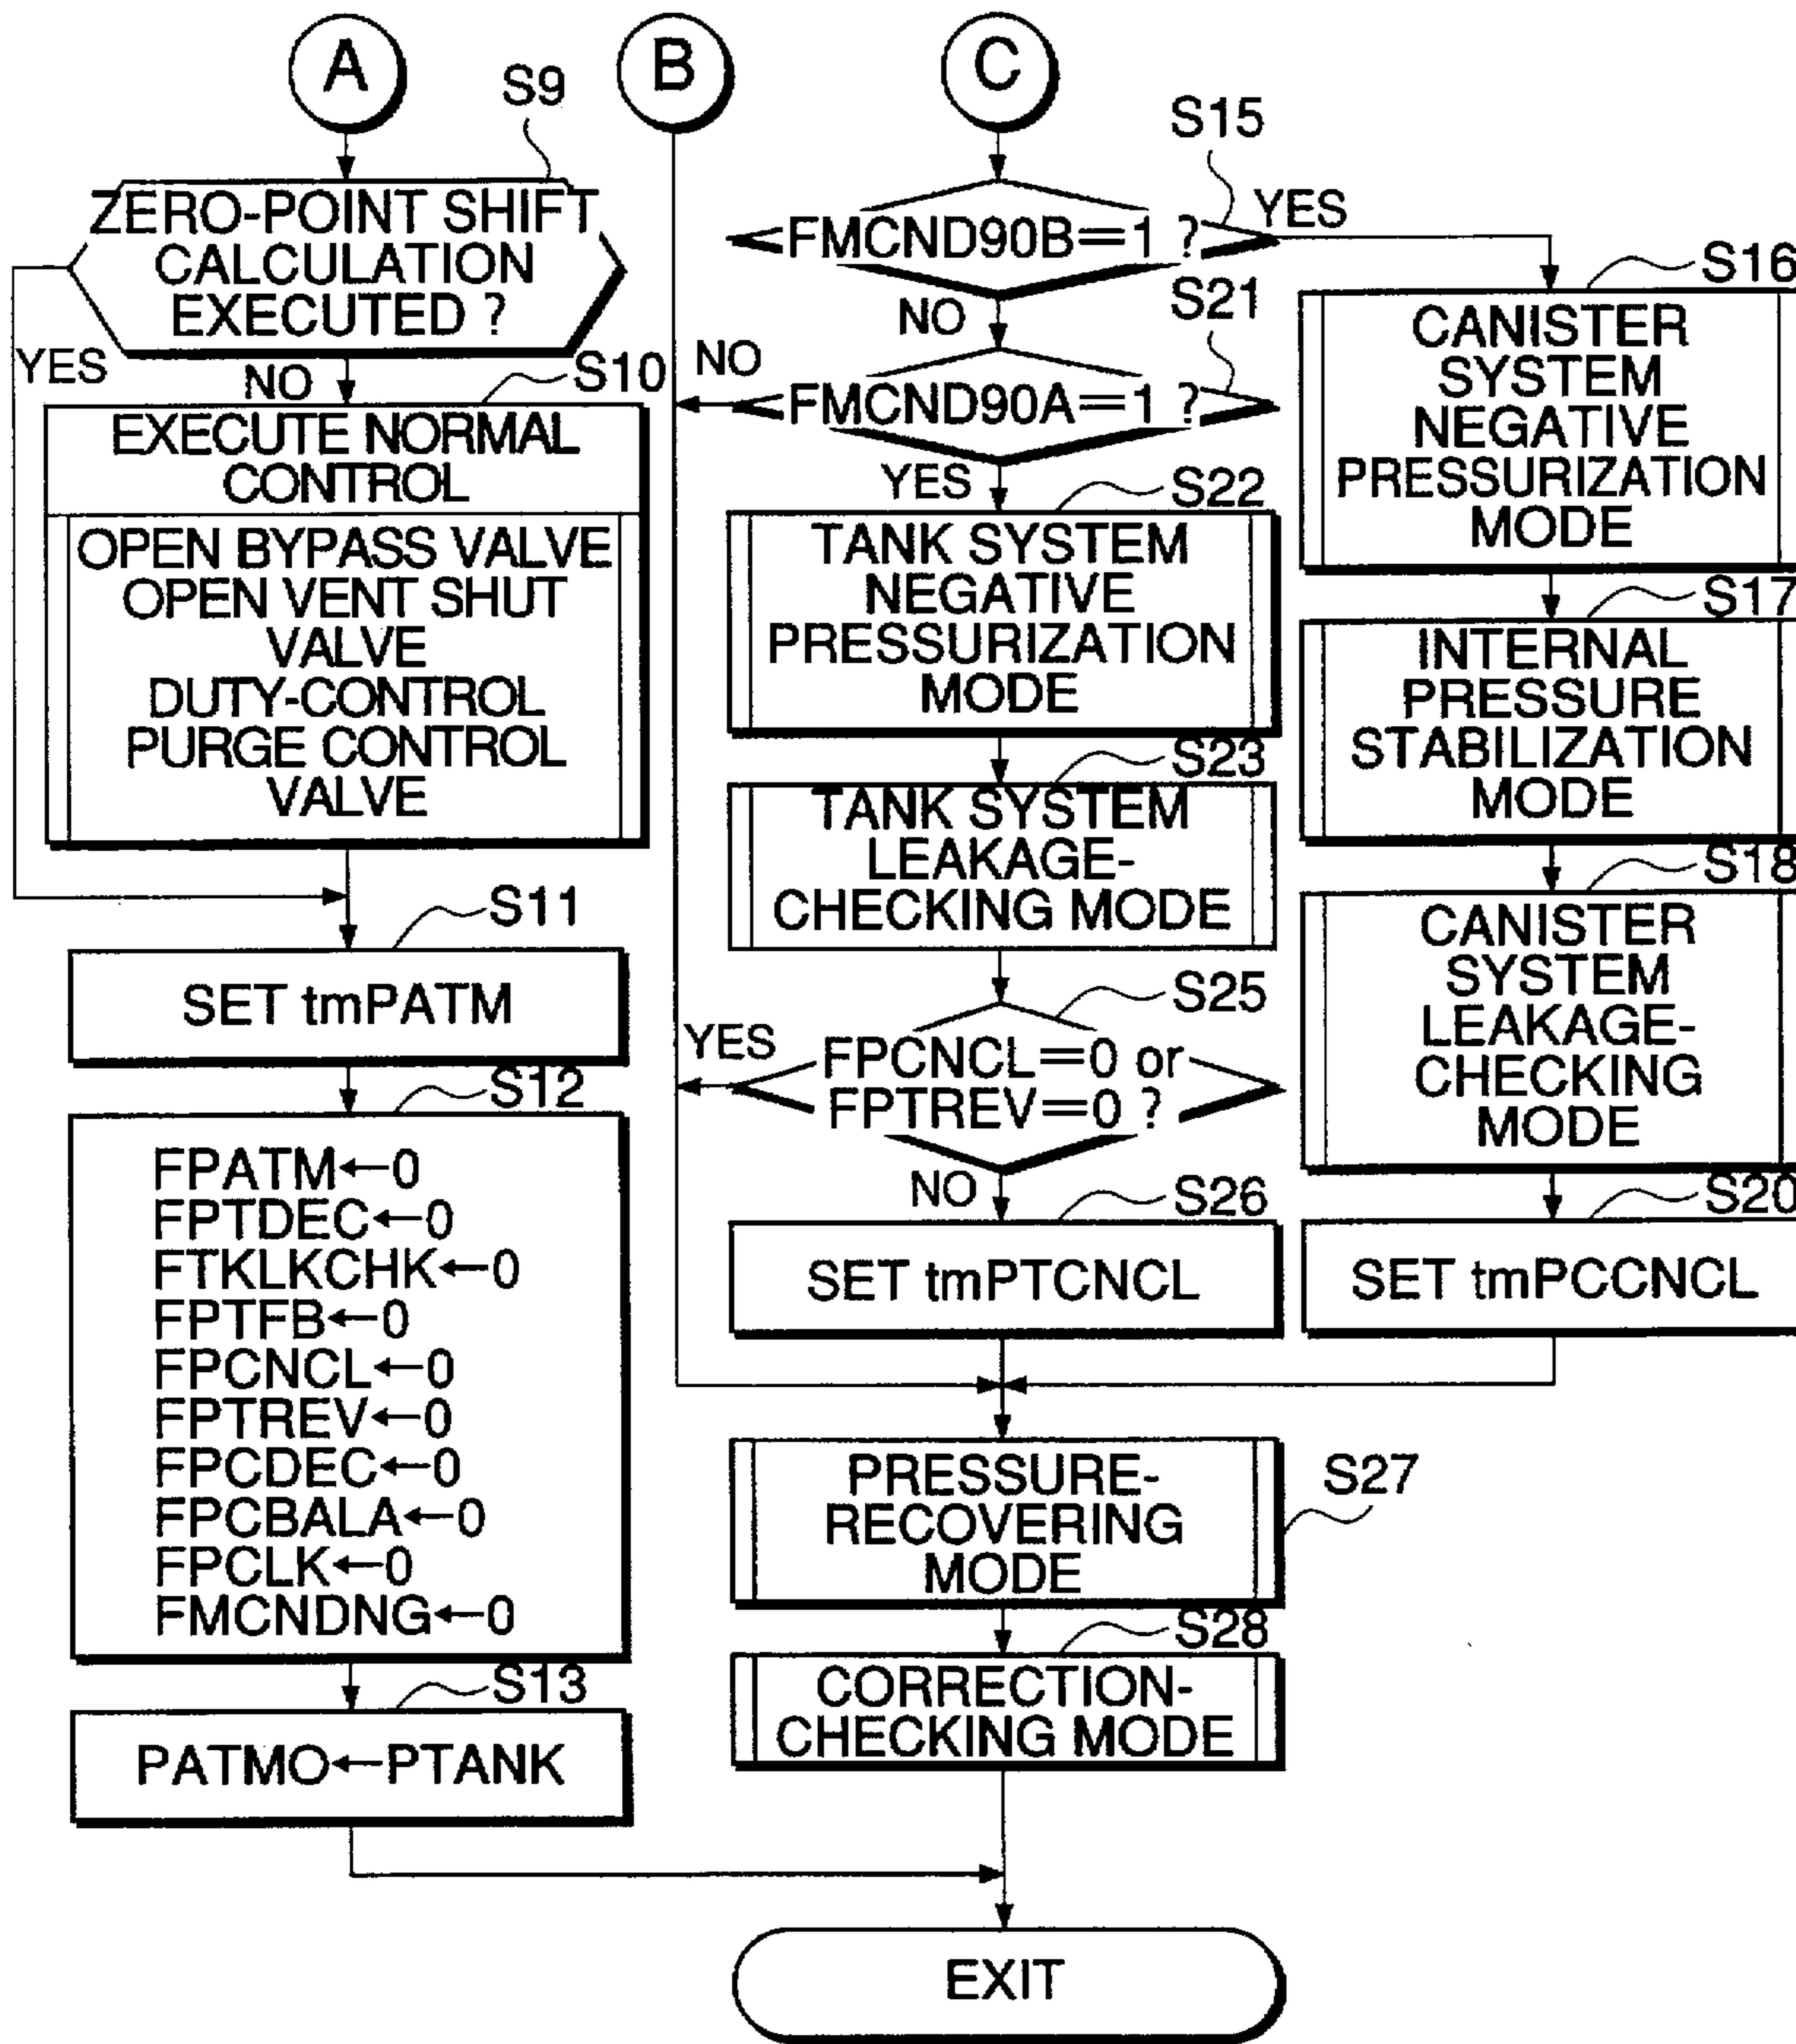 A
B
C
S9
ZERO-POINT SHIFT
CALCULATION
EXECUTED ?
YES
NO
S10
EXECUTE NORMAL
CONTROL
OPEN BYPASS VALVE
OPEN VENT SHUT
VALVE
DUTY-CONTROL
PURGE CONTROL
VALVE
S11
SET tmPATM
S12
FPATM←0
FPTDEC←0
FTKLKCHK←0
FPTFB←0
FPCNCL←0
FPTREV←0
FPCDEC←0
FPCBALA←0
FPCLK←0
FMCNDNG←0
S13
PATMO←PTANK
S15
FMCND90B=1 ?
YES
NO
S21
NO
FMCND90A=1 ?
YES
S22
TANK SYSTEM
NEGATIVE
PRESSURIZATION
MODE
S23
TANK SYSTEM
LEAKAGE-
CHECKING MODE
S25
YES
FPCNCL=0 or
FPTREV=0 ?
NO
S26
SET tmPTCNCL
S16
CANISTER
SYSTEM
NEGATIVE
PRESSURIZATION
MODE
S17
INTERNAL
PRESSURE
STABILIZATION
MODE
S18
CANISTER
SYSTEM
LEAKAGE-
CHECKING
MODE
S20
SET tmPCCNCL
PRESSURE-
RECOVERING
MODE
S27
S28
CORRECTION-
CHECKING MODE
EXIT